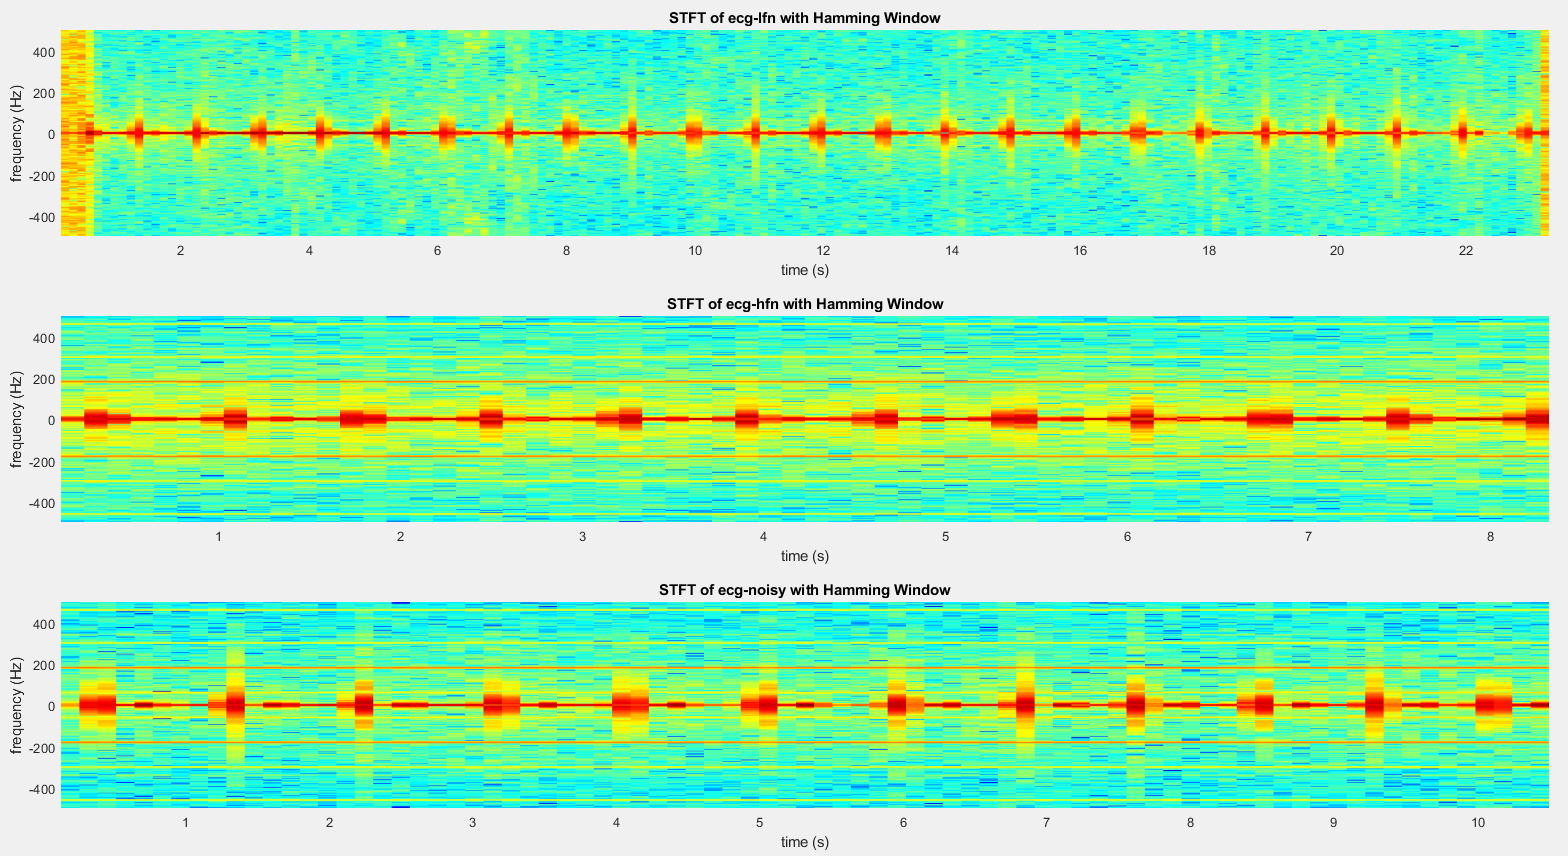 STFT of ecg-lfn with Hamming Window
frequency (Hz)
400
200
0
-200
-400
2 4 6 8 10 12 14 16 18 20 22
time (s)
STFT of ecg-hfn with Hamming Window
frequency (Hz)
400
200
0
-200
-400
1 2 3 4 5 6 7 8
time (s)
STFT of ecg-noisy with Hamming Window
frequency (Hz)
400
200
0
-200
-400
1 2 3 4 5 6 7 8 9 10
time (s)